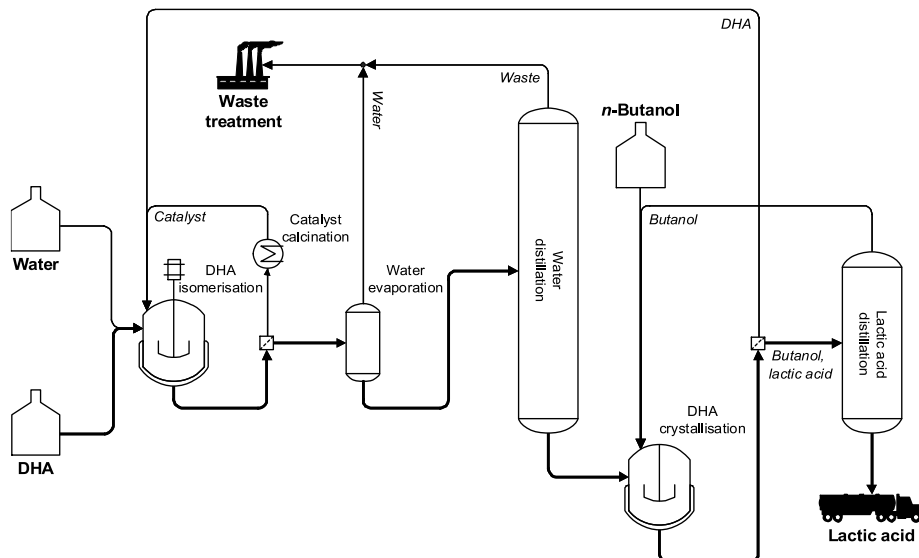 DHA
Waste
Waste
treatment
Water
n-Butanol
Catalyst
Catalyst
calcination
Butanol
Water
DHA
isomerisation
Water
evaporation
Water
distillation
Lactic acid
distillation
Butanol,
lactic acid
DHA
crystallisation
DHA
Lactic acid